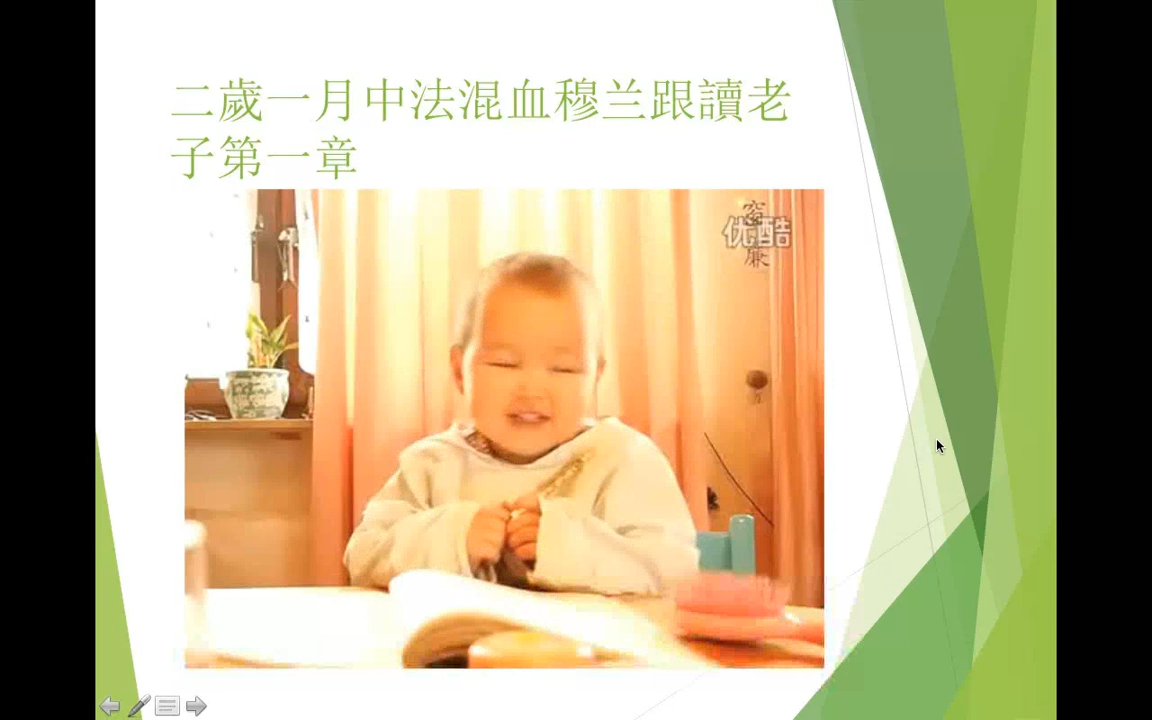 二歲一月中法混血穆兰跟讀老
子第一章
优酷